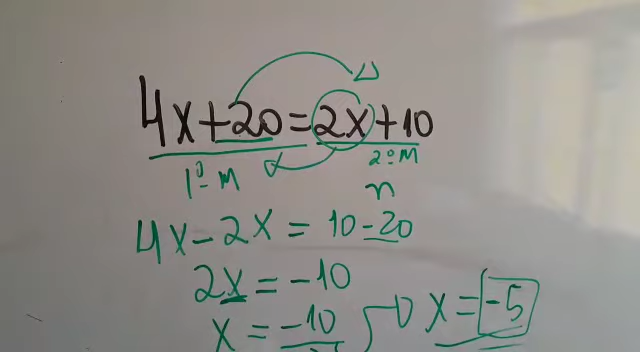 4x+20=2x+10
1º M 2º M
n
4x-2x = 10-20
2x = -10
x = -10 x = -5